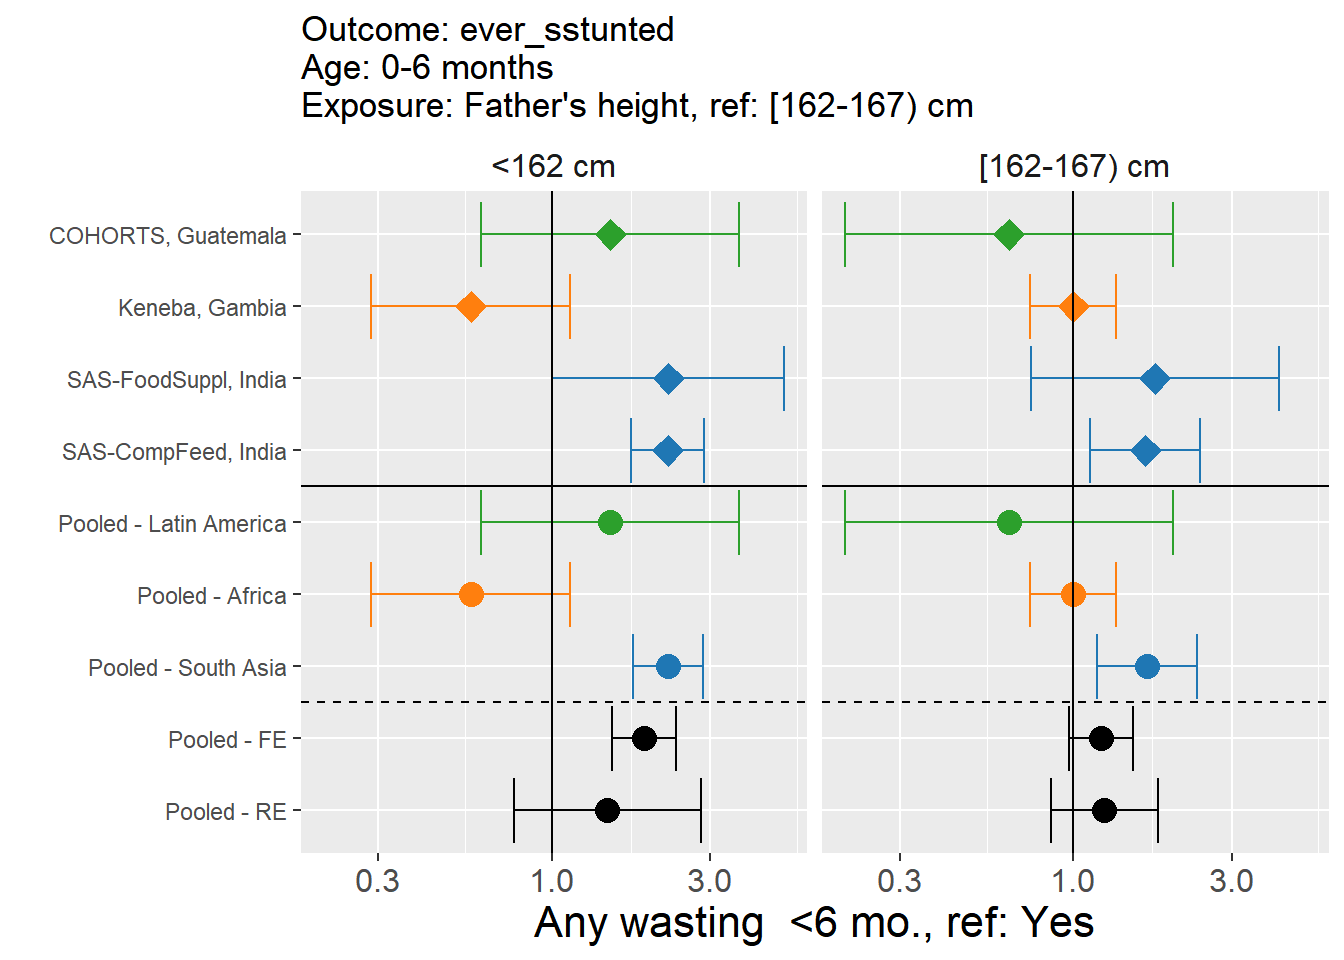 Outcome: ever_sstunted
Age: 0-6 months
Exposure: Father's height, ref: [162-167) cm
<162 cm
[162-167) cm
COHORTS, Guatemala
Keneba, Gambia
SAS-FoodSuppl, India
SAS-CompFeed, India
Pooled - Latin America
Pooled - Africa
Pooled - South Asia
Pooled - FE
Pooled - RE
0.3 1.0 3.0 0.3 1.0 3.0
Any wasting  <6 mo., ref: Yes